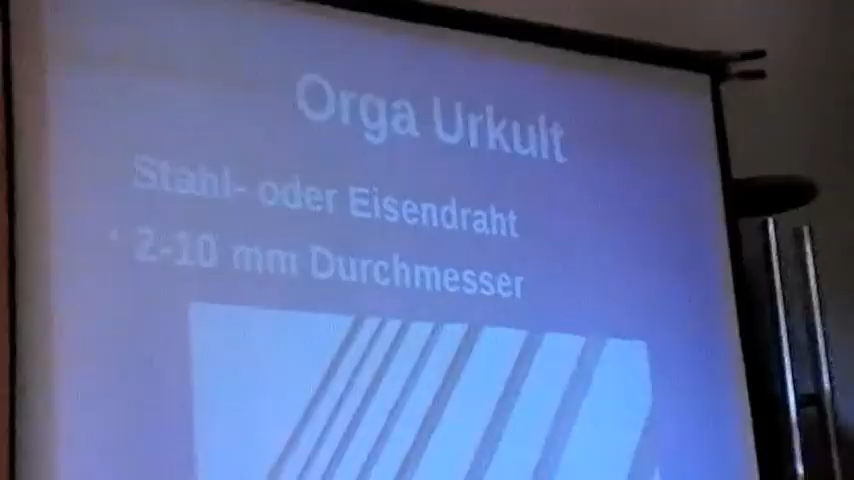 Orga Urkult
Stahl- oder Eisendraht
• 2-10 mm Durchmesser